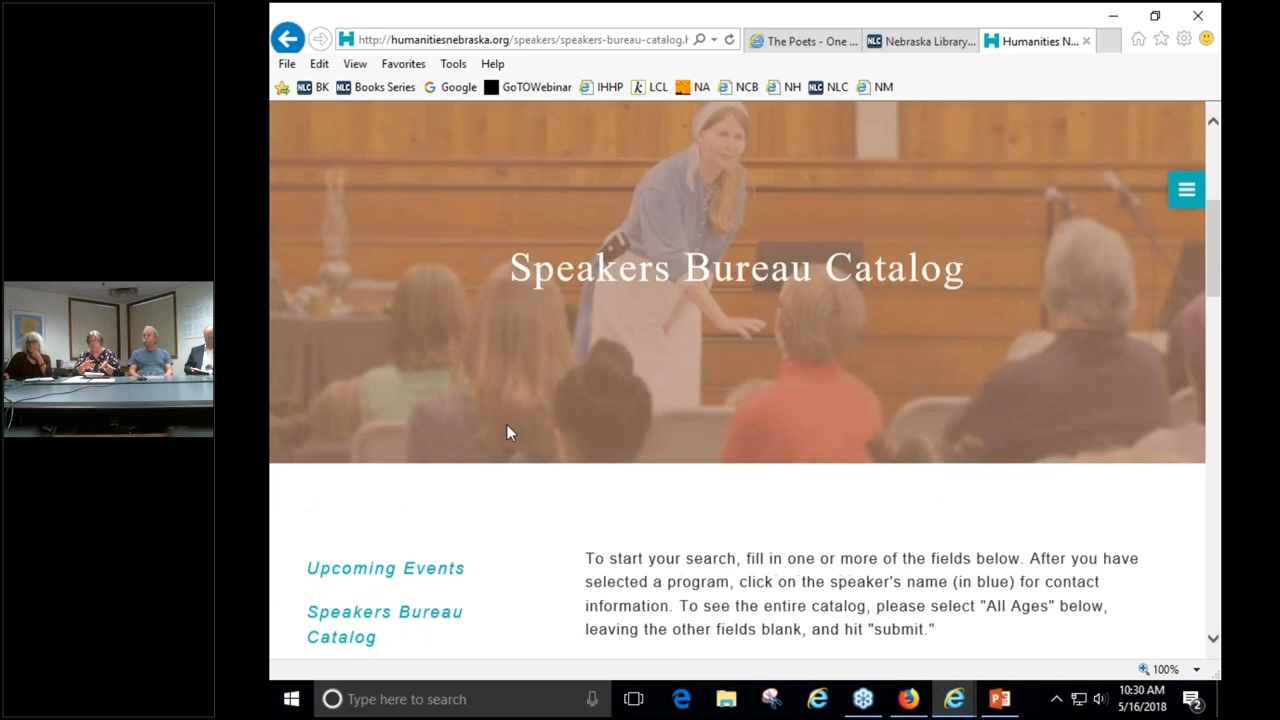 http://humanitiesnebraska.org/speakers/speakers-bureau-catalog.h
The Poets - One ...
Nebraska Library...
Humanities N...
File Edit View Favorites Tools Help
NLC BK NLC Books Series Google GoTOWebinar IHHP LCL NA NCB NH NLC NLC NM
Speakers Bureau Catalog
Upcoming Events
Speakers Bureau
Catalog
To start your search, fill in one or more of the fields below. After you have
selected a program, click on the speaker's name (in blue) for contact
information. To see the entire catalog, please select "All Ages" below,
leaving the other fields blank, and hit "submit."
100%
Type here to search
10:30 AM
5/16/2018
2